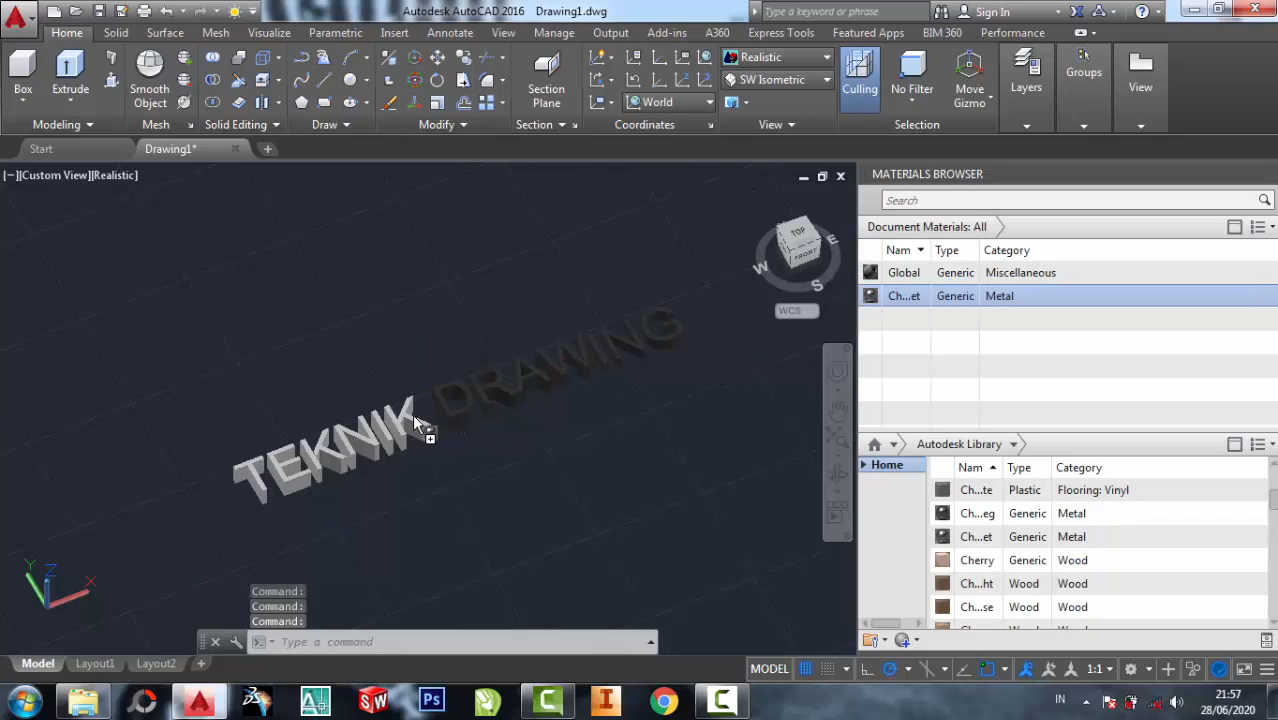 Autodesk AutoCAD 2016 Drawing1.dwg
Type a keyword or phrase
Sign In
Home Solid Surface Mesh Visualize Parametric Insert Annotate View Manage Output Add-ins A360 Express Tools Featured Apps BIM 360 Performance
Realistic
SW Isometric
World
Box Extrude Smooth Object Section Plane Culling No Filter Move Gizmo Layers Groups View
Modeling Mesh Solid Editing Draw Modify Section Coordinates View Selection
Start Drawing1*
[−][Custom View][Realistic]
MATERIALS BROWSER
Search
Document Materials: All
Nam Type Category
Global Generic Miscellaneous
Ch...et Generic Metal
TOP
FRONT
W E S
WCS
TEKNIK DRAWING
Autodesk Library
Home
Nam Type Category
Ch...te Plastic Flooring: Vinyl
Ch...eg Generic Metal
Ch...et Generic Metal
Cherry Generic Wood
Ch...ht Wood Wood
Ch...se Wood Wood
Y Z X
Command:
Command:
Command:
Type a command
Model Layout1 Layout2
MODEL
1:1
Ps
IN
21:57
28/06/2020